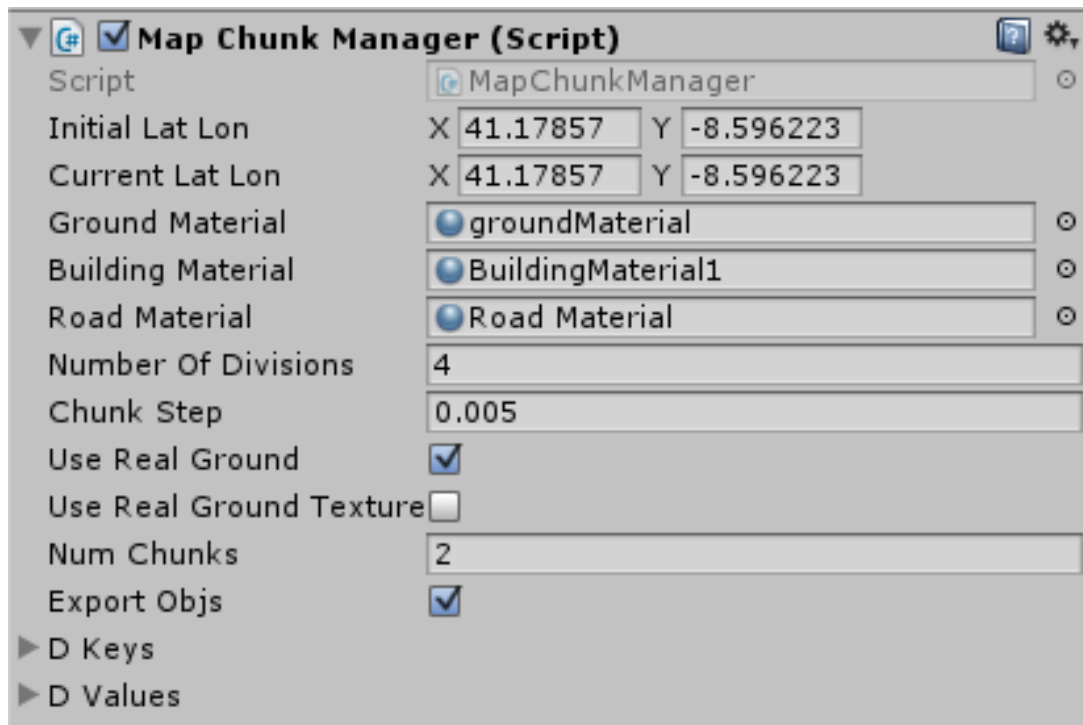 Map Chunk Manager (Script)
Script MapChunkManager
Initial Lat Lon X 41.17857 Y -8.596223
Current Lat Lon X 41.17857 Y -8.596223
Ground Material groundMaterial
Building Material BuildingMaterial1
Road Material Road Material
Number Of Divisions 4
Chunk Step 0.005
Use Real Ground
Use Real Ground Texture
Num Chunks 2
Export Objs
D Keys
D Values